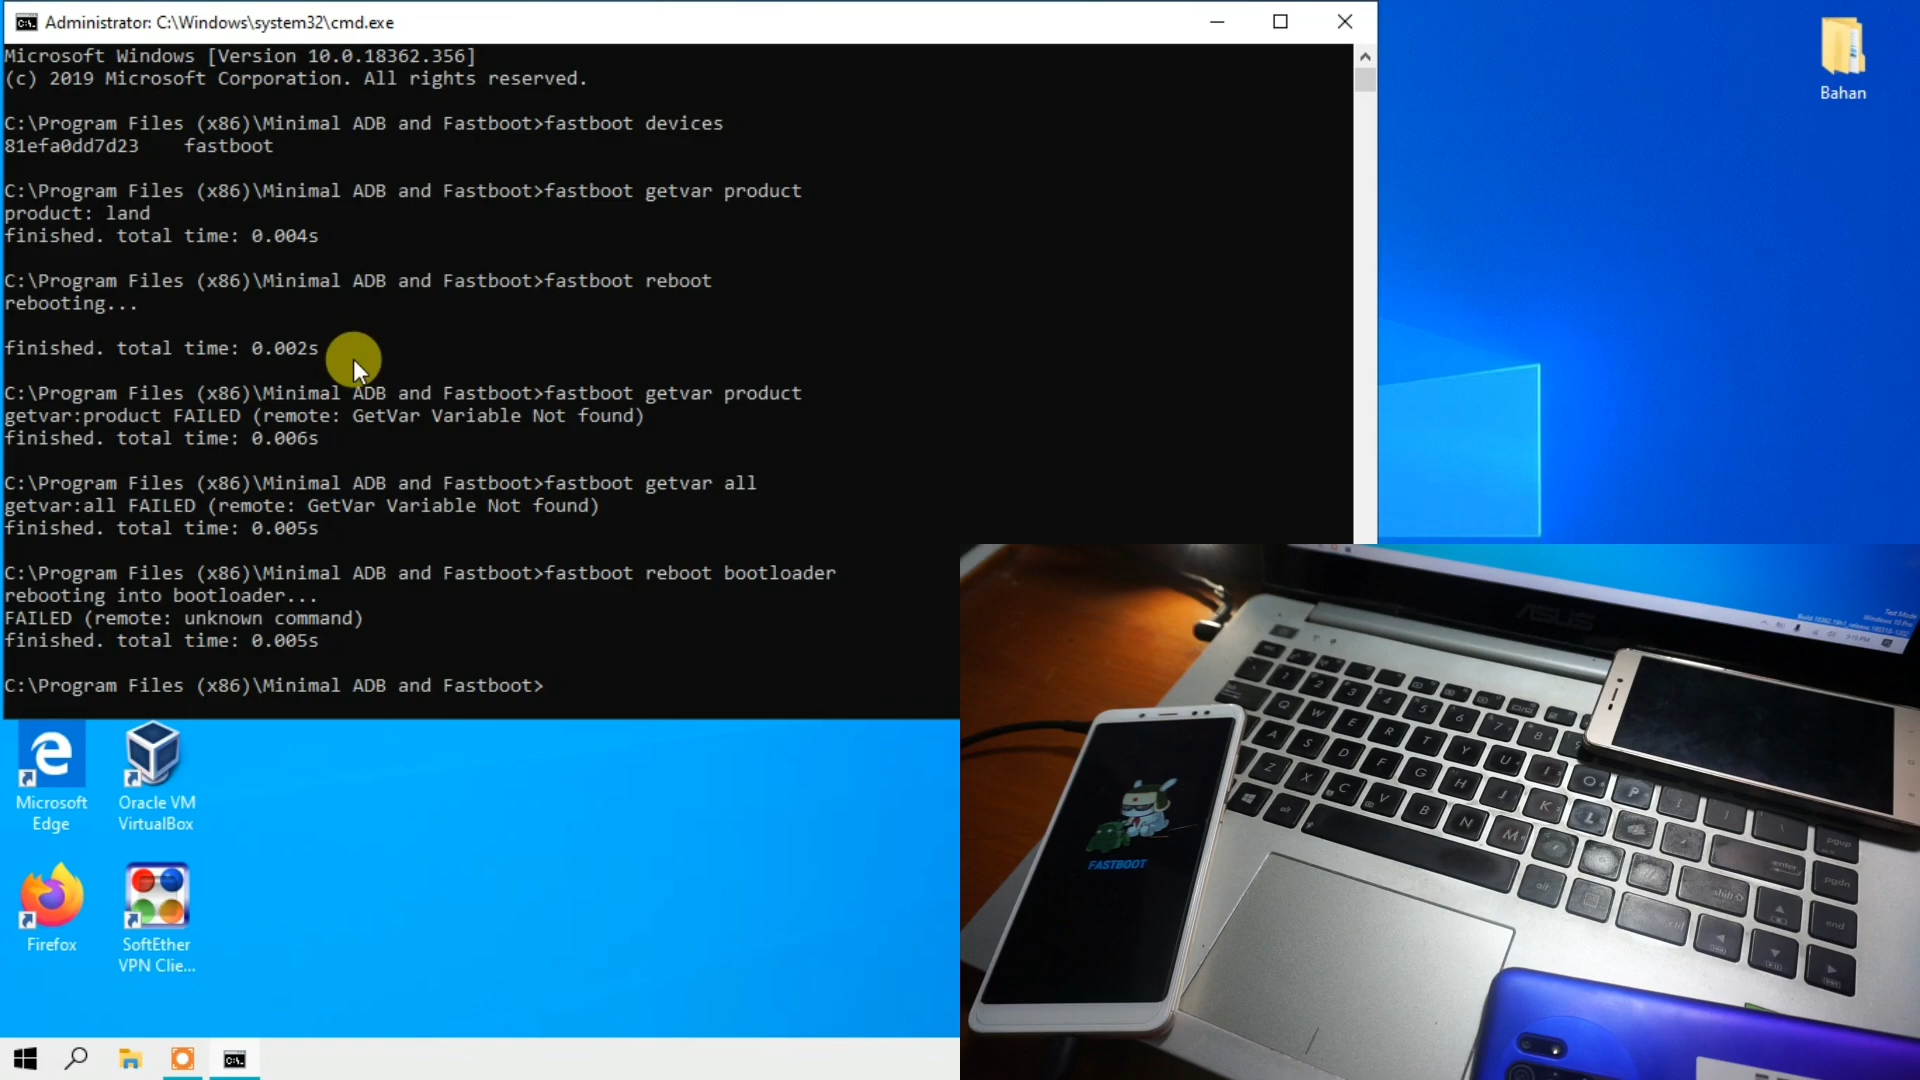 Administrator: C:\Windows\system32\cmd.exe
Microsoft Windows [Version 10.0.18362.356]
(c) 2019 Microsoft Corporation. All rights reserved.
C:\Program Files (x86)\Minimal ADB and Fastboot>fastboot devices
81efa0dd7d23    fastboot
C:\Program Files (x86)\Minimal ADB and Fastboot>fastboot getvar product
product: land
finished. total time: 0.004s
C:\Program Files (x86)\Minimal ADB and Fastboot>fastboot reboot
rebooting...
finished. total time: 0.002s
C:\Program Files (x86)\Minimal ADB and Fastboot>fastboot getvar product
getvar:product FAILED (remote: GetVar Variable Not found)
finished. total time: 0.006s
C:\Program Files (x86)\Minimal ADB and Fastboot>fastboot getvar all
getvar:all FAILED (remote: GetVar Variable Not found)
finished. total time: 0.005s
C:\Program Files (x86)\Minimal ADB and Fastboot>fastboot reboot bootloader
rebooting into bootloader...
FAILED (remote: unknown command)
finished. total time: 0.005s
C:\Program Files (x86)\Minimal ADB and Fastboot>
Bahan
Microsoft
Edge
Oracle VM
VirtualBox
Firefox
SoftEther
VPN Clie...
ASUS
Test Mode
Windows 10 Pro
FASTBOOT